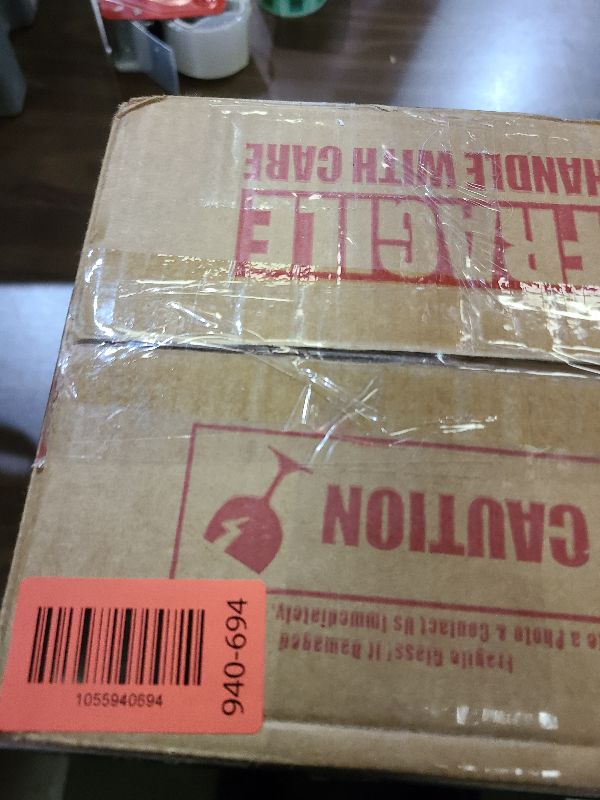 FRAGILE
HANDLE WITH CARE
CAUTION
Fragile Glass! If Damaged
a Photo & Contact Us Immediately.
1055940694
940-694